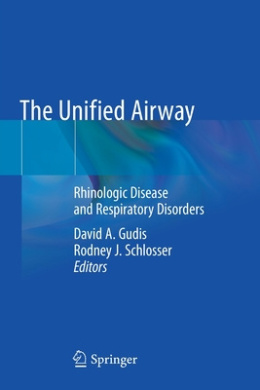 The Unified Airway
Rhinologic Disease
and Respiratory Disorders
David A. Gudis
Rodney J. Schlosser
Editors
Springer